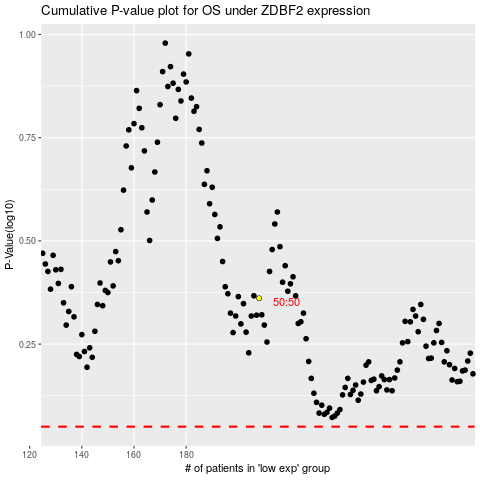 Cumulative P-value plot for OS under ZDBF2 expression
P-Value(log10)
1.00
0.75
0.50
0.25
50:50
120 140 160 180
# of patients in 'low exp' group